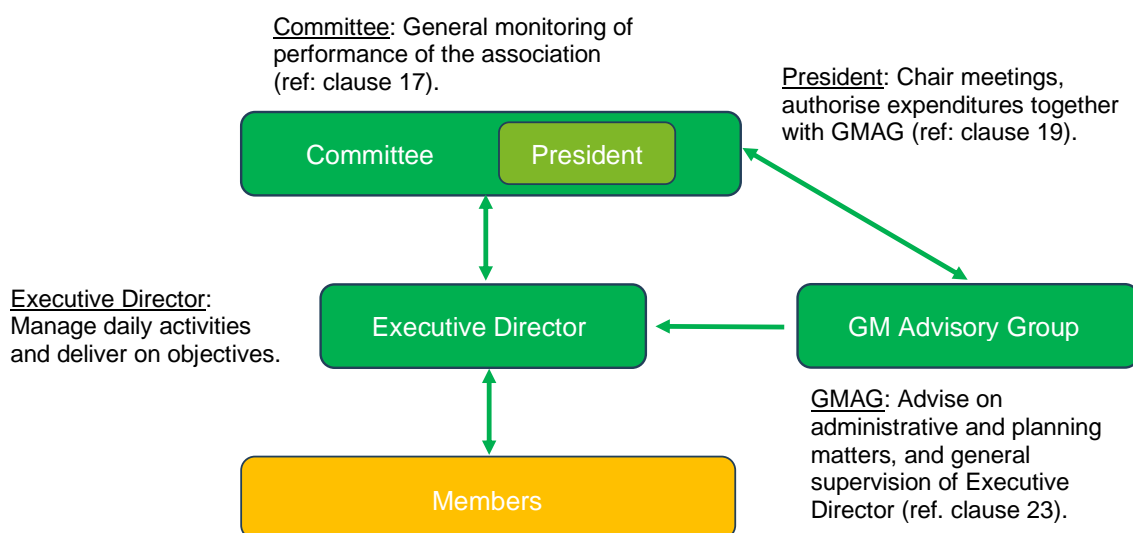 Committee: General monitoring of
performance of the association
(ref: clause 17).
President: Chair meetings,
authorise expenditures together
with GMAG (ref: clause 19).
Committee
President
Executive Director:
Manage daily activities
and deliver on objectives.
Executive Director
GM Advisory Group
GMAG: Advise on
administrative and planning
matters, and general
supervision of Executive
Director (ref. clause 23).
Members